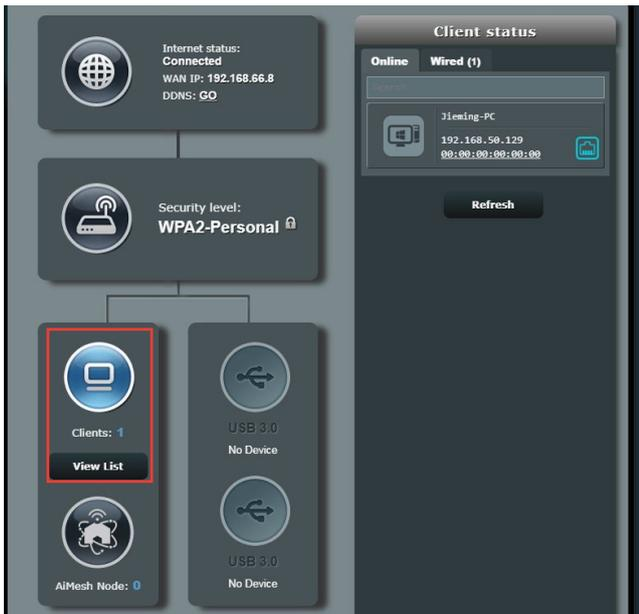 Internet status:
Connected
WAN IP: 192.168.66.8
DDNS: GO
Security level:
WPA2-Personal
Clients: 1
View List
AiMesh Node: 0
USB 3.0
No Device
USB 3.0
No Device
Client status
Online Wired (1)
Search
Jieming-PC
192.168.50.129
00:00:00:00:00:00
Refresh